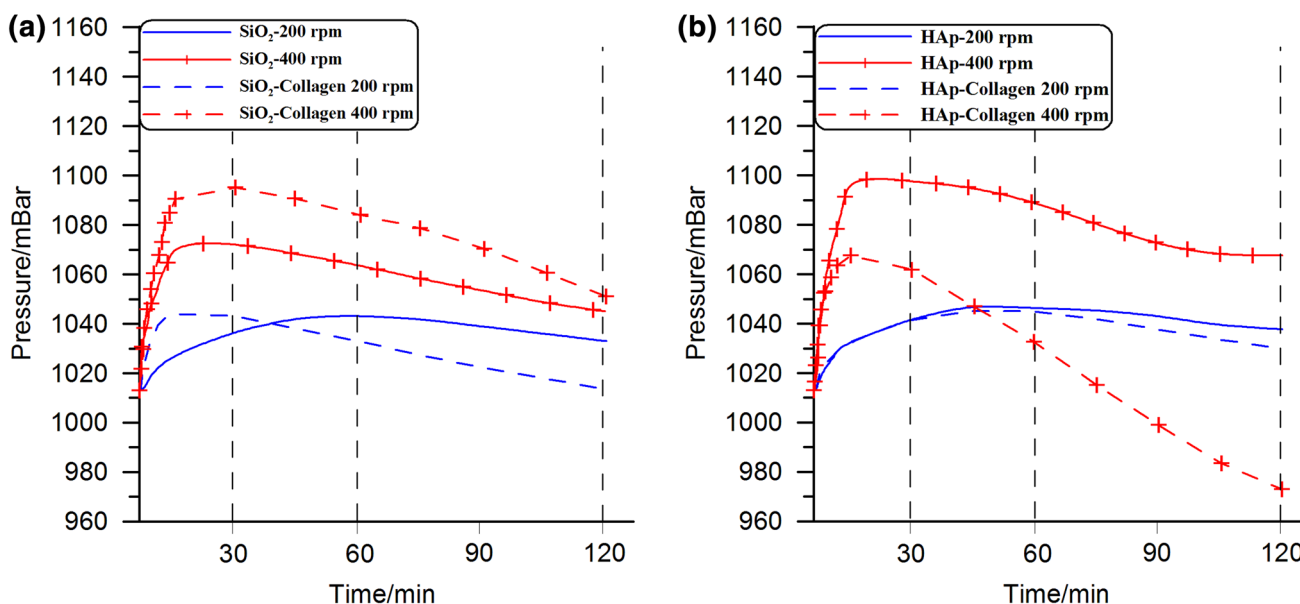 (a)
SiO₂-200 rpm
SiO₂-400 rpm
SiO₂-Collagen 200 rpm
SiO₂-Collagen 400 rpm
Pressure/mBar
1160
1140
1120
1100
1080
1060
1040
1020
1000
980
960
30
60
90
120
Time/min
(b)
HAp-200 rpm
HAp-400 rpm
HAp-Collagen 200 rpm
HAp-Collagen 400 rpm
Pressure/mBar
1160
1140
1120
1100
1080
1060
1040
1020
1000
980
960
30
60
90
120
Time/min